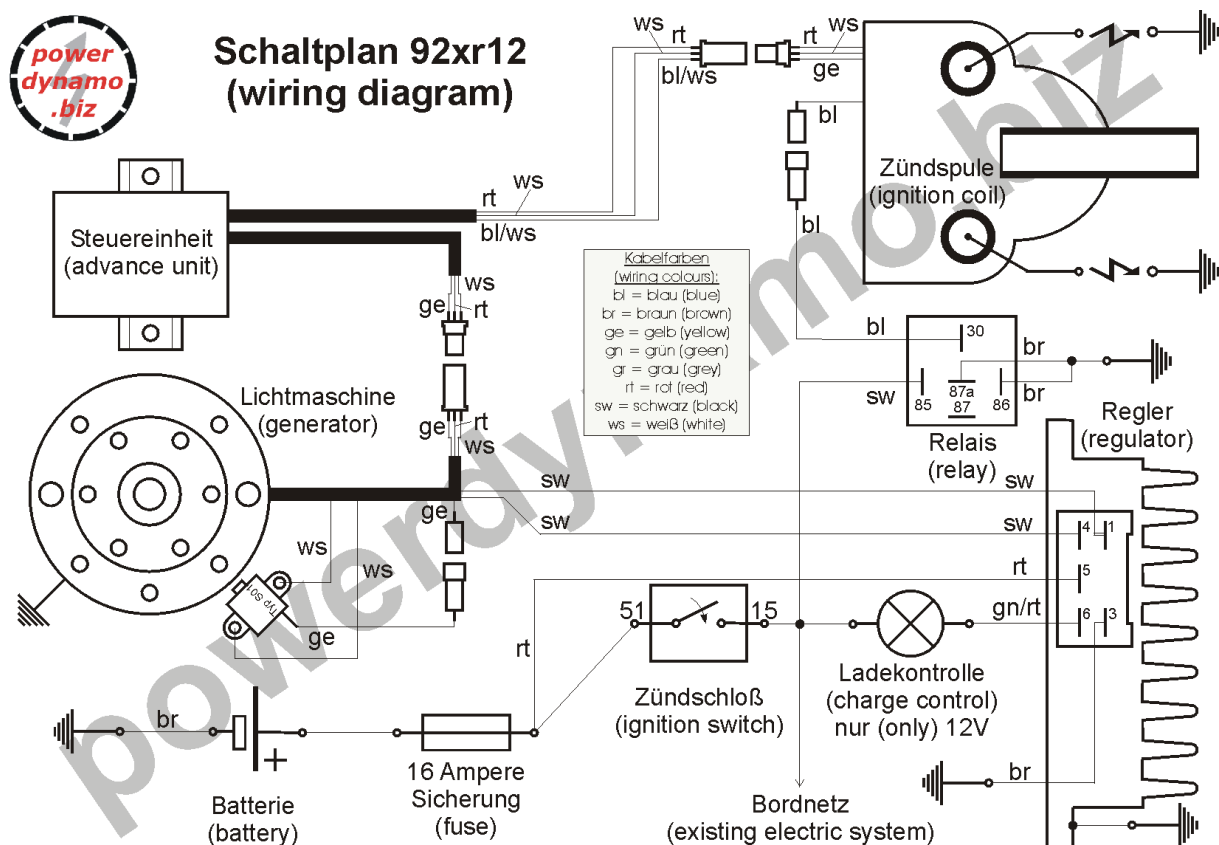 power
dynamo
.biz
Schaltplan 92xr12
(wiring diagram)
ws
rt
bl/ws
rt
ws
ge
bl
bl
Zündspule
(ignition coil)
rt
ws
bl/ws
Steuereinheit
(advance unit)
ws
ge
rt
Kabelfarben
(wiring colours):
bl = blau (blue)
br = braun (brown)
ge = gelb (yellow)
gn = grün (green)
gr = grau (grey)
rt = rot (red)
sw = schwarz (black)
ws = weiß (white)
bl
30
br
sw
85
87a
87
86
br
Relais
(relay)
Regler
(regulator)
Lichtmaschine
(generator)
ge
rt
ws
ge
sw
sw
sw
sw
4
1
5
6
3
rt
gn/rt
ws
ws
Typ S01
ge
rt
51
15
Zündschloß
(ignition switch)
Ladekontrolle
(charge control)
nur (only) 12V
br
+
Batterie
(battery)
16 Ampere
Sicherung
(fuse)
Bordnetz
(existing electric system)
br
powerdynamo.biz